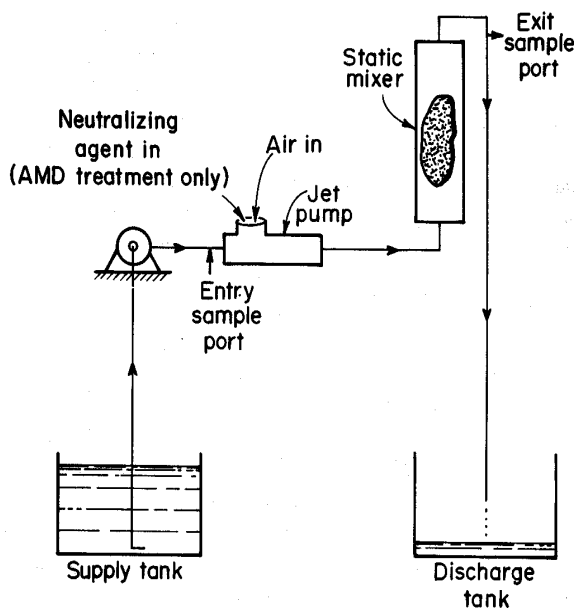 Exit
sample
port
Static
mixer
Neutralizing
agent in
(AMD treatment only)
Air in
Jet
pump
Entry
sample
port
Supply tank
Discharge
tank